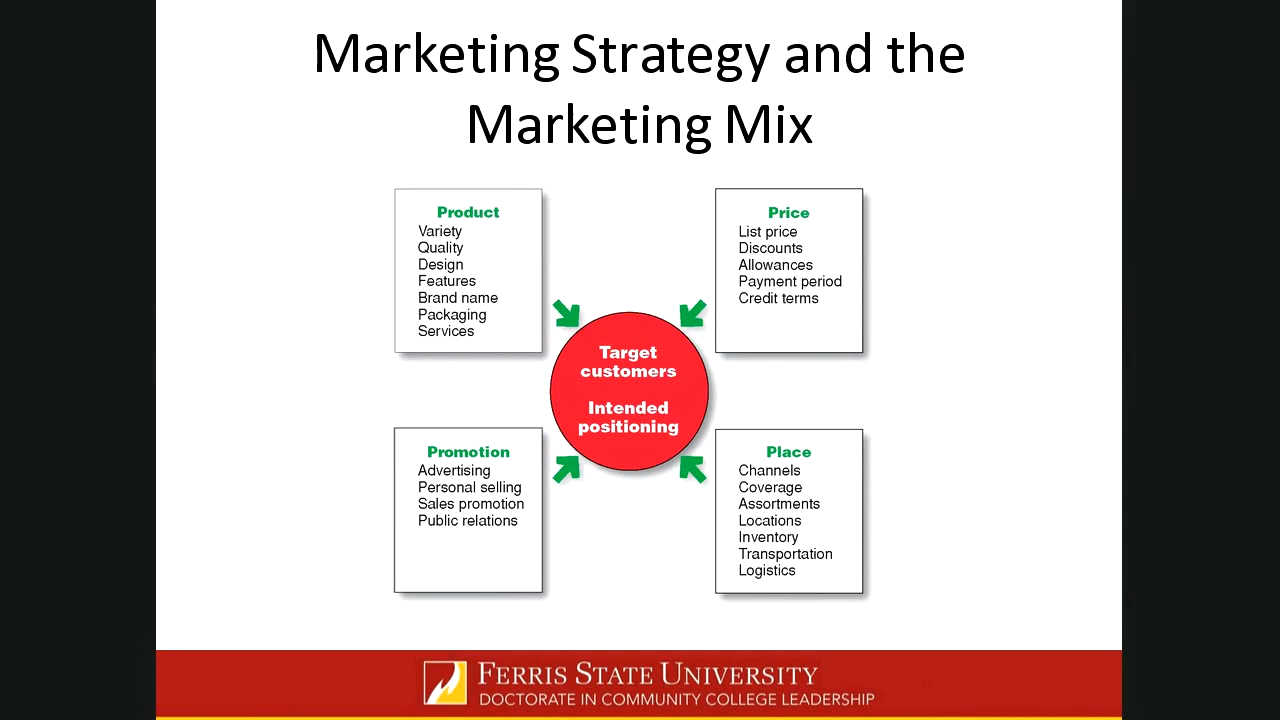 Marketing Strategy and the
Marketing Mix
Product
Variety
Quality
Design
Features
Brand name
Packaging
Services
Price
List price
Discounts
Allowances
Payment period
Credit terms
Target
customers
Intended
positioning
Promotion
Advertising
Personal selling
Sales promotion
Public relations
Place
Channels
Coverage
Assortments
Locations
Inventory
Transportation
Logistics
FERRIS STATE UNIVERSITY
DOCTORATE IN COMMUNITY COLLEGE LEADERSHIP